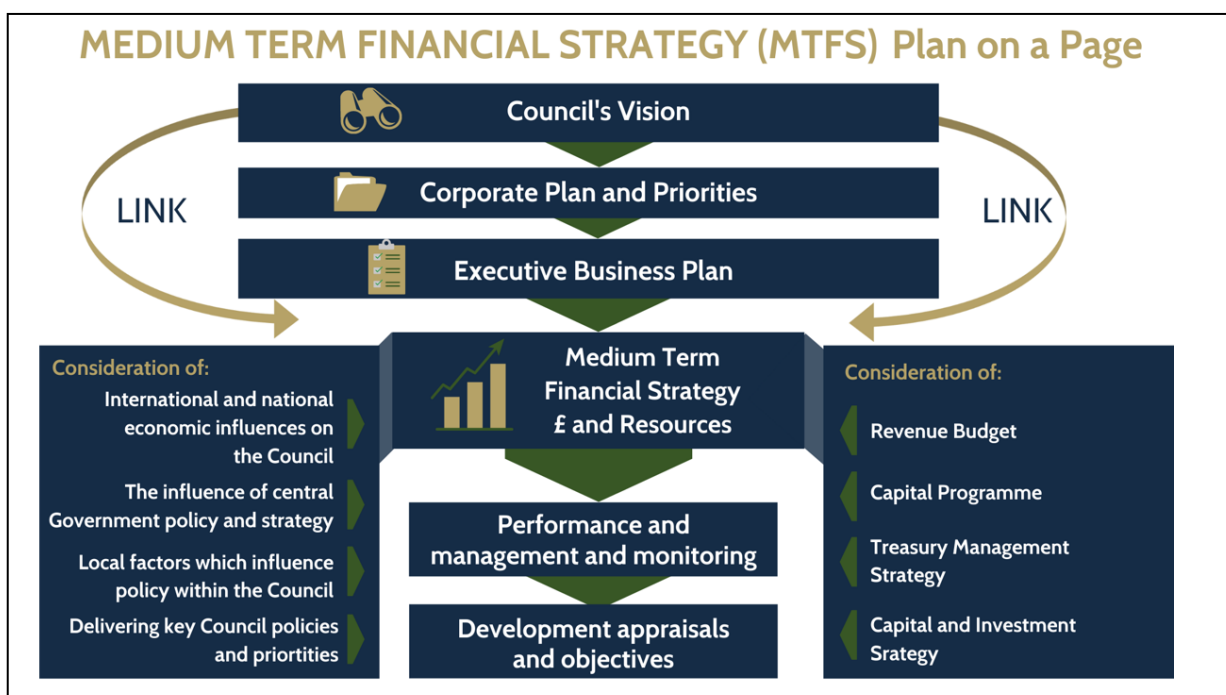 MEDIUM TERM FINANCIAL STRATEGY (MTFS) Plan on a Page
Council's Vision
LINK
LINK
Corporate Plan and Priorities
Executive Business Plan
Medium Term
Financial Strategy
£ and Resources
Consideration of:
International and national
economic influences on
the Council
The influence of central
Government policy and strategy
Local factors which influence
policy within the Council
Delivering key Council policies
and priortities
Consideration of:
Revenue Budget
Capital Programme
Treasury Management
Strategy
Capital and Investment
Srategy
Performance and
management and monitoring
Development appraisals
and objectives